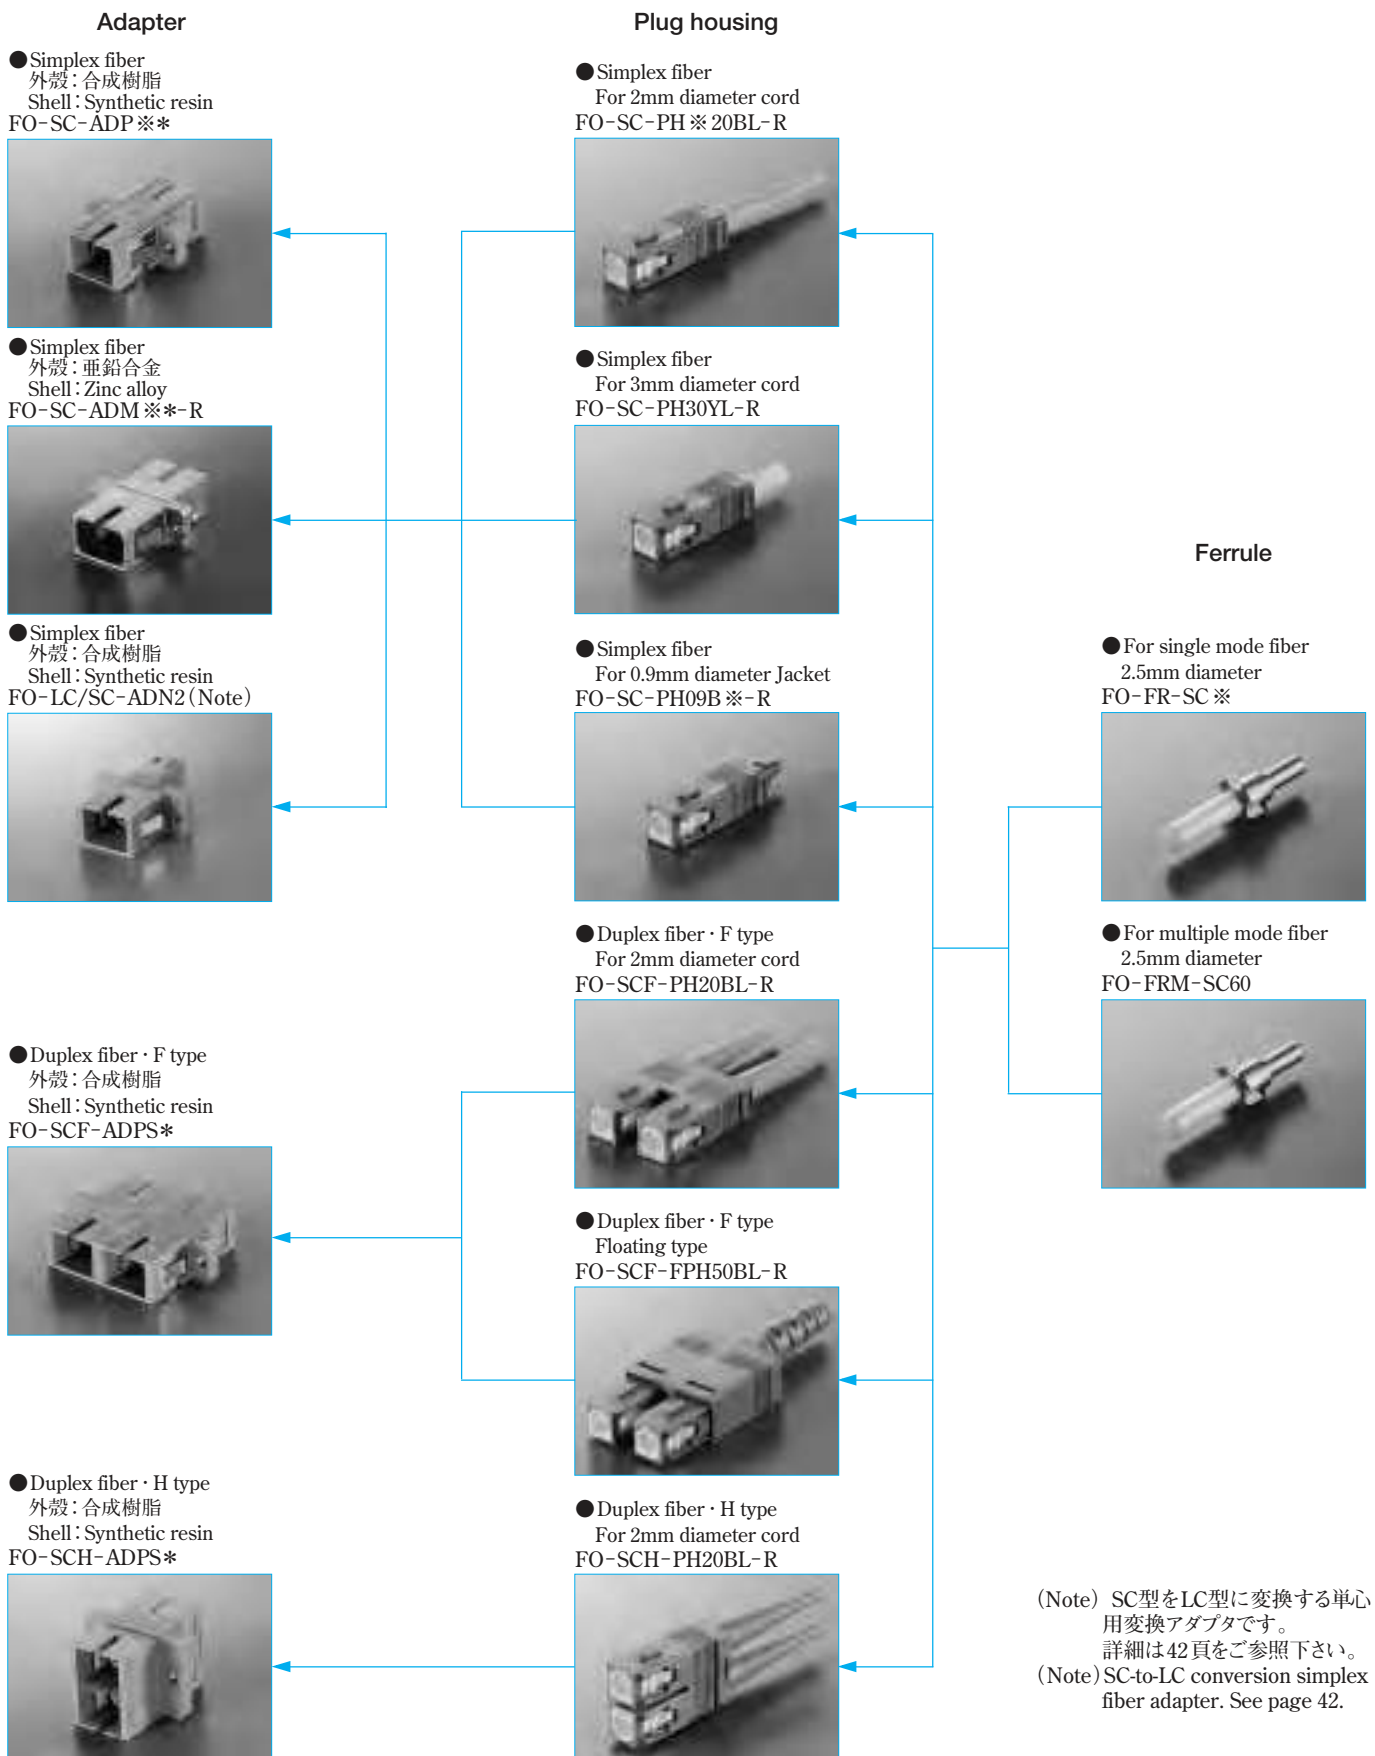 Adapter
● Simplex fiber
外殻：合成樹脂
Shell：Synthetic resin
FO-SC-ADP※*
● Simplex fiber
外殻：亜鉛合金
Shell：Zinc alloy
FO-SC-ADM※*-R
● Simplex fiber
外殻：合成樹脂
Shell：Synthetic resin
FO-LC/SC-ADN2(Note)
● Duplex fiber・F type
外殻：合成樹脂
Shell：Synthetic resin
FO-SCF-ADPS*
● Duplex fiber・H type
外殻：合成樹脂
Shell：Synthetic resin
FO-SCH-ADPS*
Plug housing
● Simplex fiber
For 2mm diameter cord
FO-SC-PH※20BL-R
● Simplex fiber
For 3mm diameter cord
FO-SC-PH30YL-R
● Simplex fiber
For 0.9mm diameter Jacket
FO-SC-PH09B※-R
● Duplex fiber・F type
For 2mm diameter cord
FO-SCF-PH20BL-R
● Duplex fiber・F type
Floating type
FO-SCF-FPH50BL-R
● Duplex fiber・H type
For 2mm diameter cord
FO-SCH-PH20BL-R
Ferrule
● For single mode fiber
2.5mm diameter
FO-FR-SC※
● For multiple mode fiber
2.5mm diameter
FO-FRM-SC60
(Note) SC型をLC型に変換する単心
用変換アダプタです。
詳細は42頁をご参照下さい。
(Note) SC-to-LC conversion simplex
fiber adapter. See page 42.